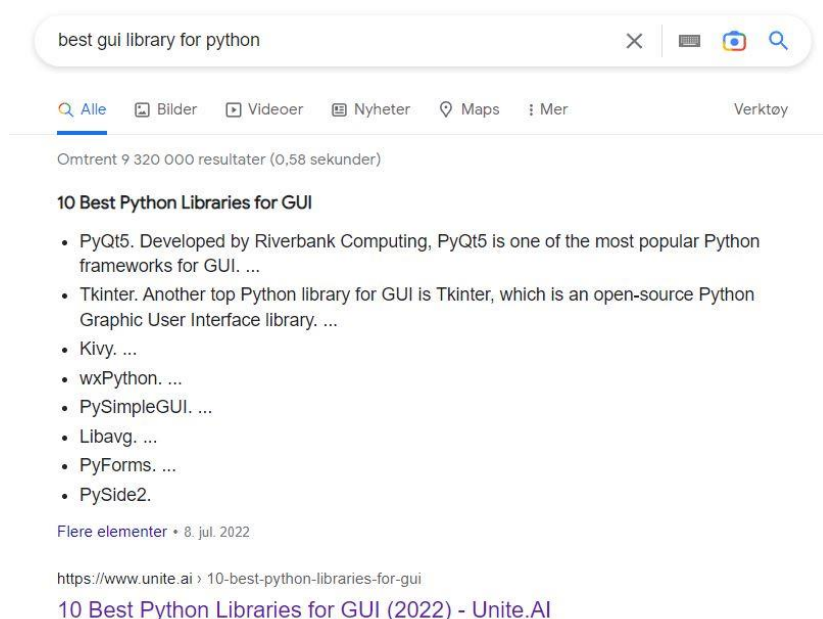 best gui library for python
Alle Bilder Videoer Nyheter Maps Mer Verktøy
Omtrent 9 320 000 resultater (0,58 sekunder)
10 Best Python Libraries for GUI
• PyQt5. Developed by Riverbank Computing, PyQt5 is one of the most popular Python
frameworks for GUI. ...
• Tkinter. Another top Python library for GUI is Tkinter, which is an open-source Python
Graphic User Interface library. ...
• Kivy. ...
• wxPython. ...
• PySimpleGUI. ...
• Libavg. ...
• PyForms. ...
• PySide2.
Flere elementer • 8. jul. 2022
https://www.unite.ai › 10-best-python-libraries-for-gui
10 Best Python Libraries for GUI (2022) - Unite.AI